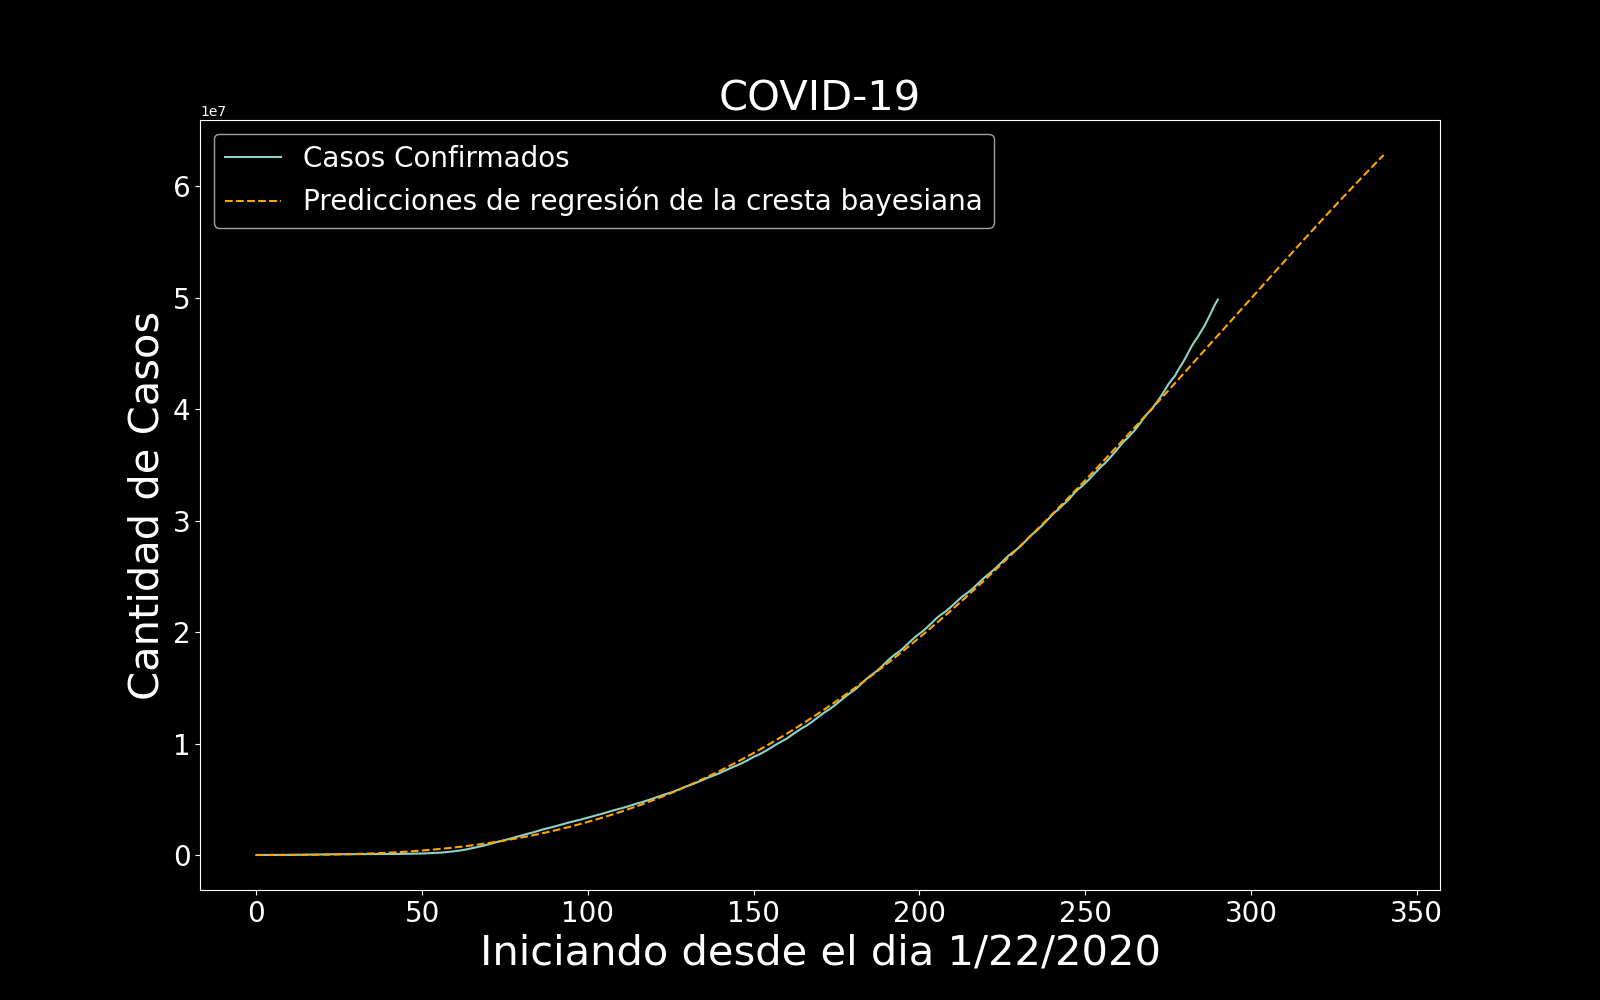 COVID-19
1e7
Casos Confirmados
Predicciones de regresión de la cresta bayesiana
6
5
4
3
2
1
0
Cantidad de Casos
0 50 100 150 200 250 300 350
Iniciando desde el dia 1/22/2020